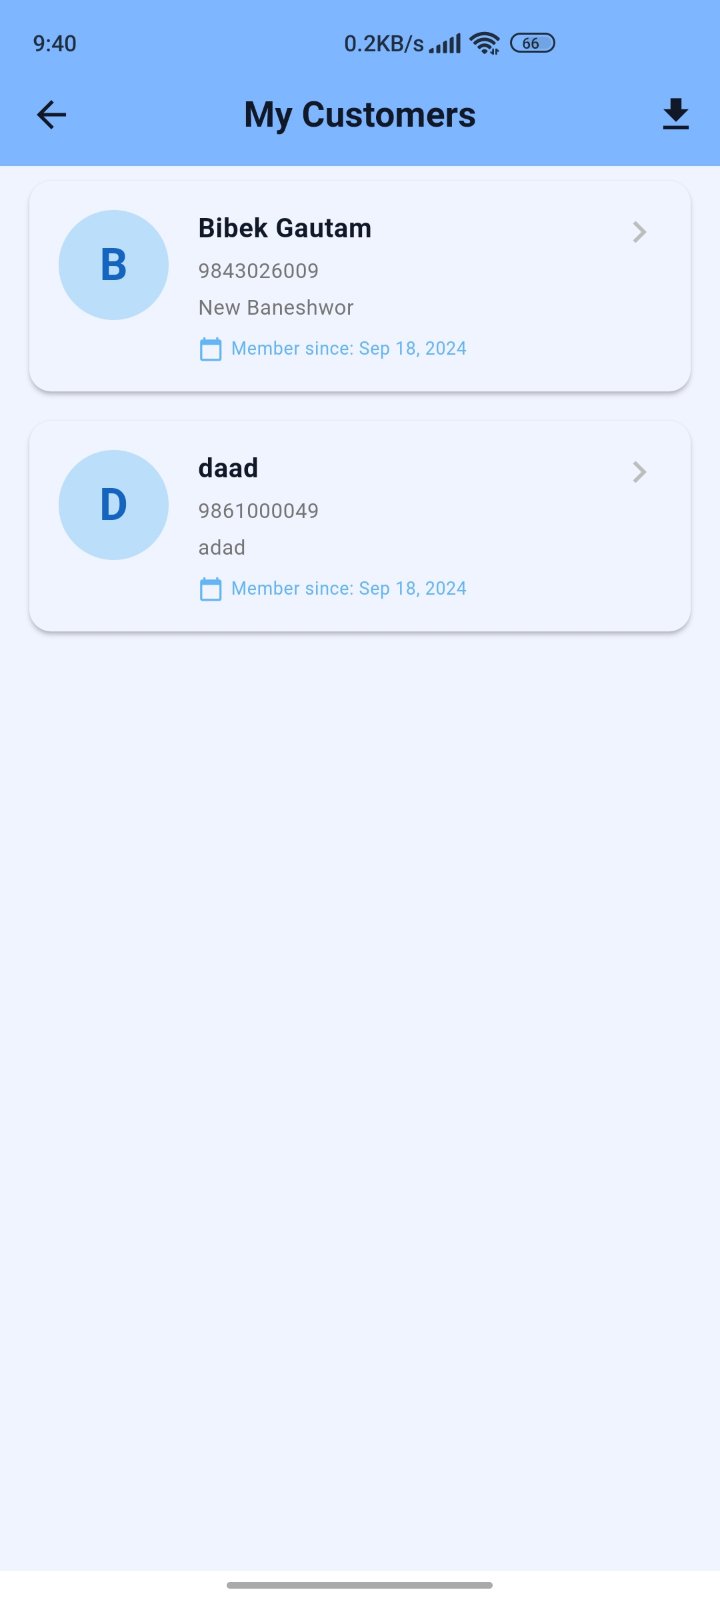 9:40
0.2KB/s
66
My Customers
B
Bibek Gautam
9843026009
New Baneshwor
Member since: Sep 18, 2024
D
daad
9861000049
adad
Member since: Sep 18, 2024